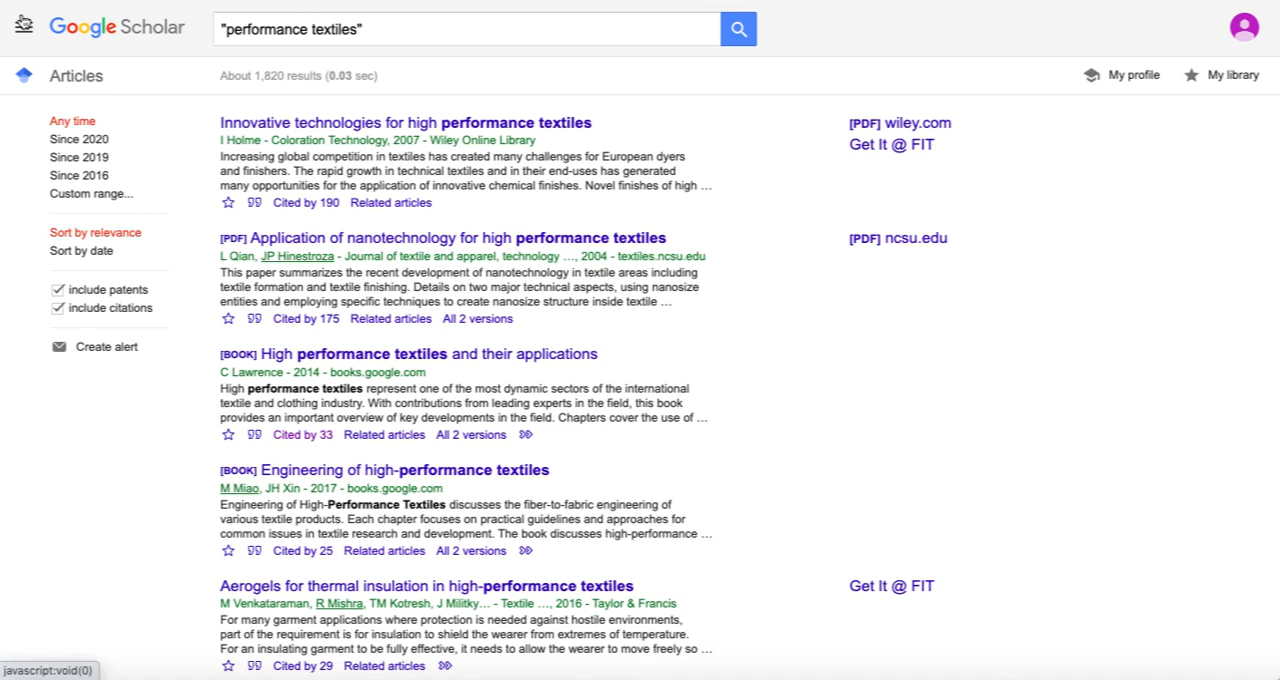 Google Scholar
"performance textiles"
Articles
About 1,820 results (0.03 sec)
My profile
My library
Any time
Since 2020
Since 2019
Since 2016
Custom range...
Sort by relevance
Sort by date
include patents
include citations
Create alert
Innovative technologies for high performance textiles
I Holme - Coloration Technology, 2007 - Wiley Online Library
Increasing global competition in textiles has created many challenges for European dyers
and finishers. The rapid growth in technical textiles and in their end-uses has generated
many opportunities for the application of innovative chemical finishes. Novel finishes of high ...
Cited by 190 Related articles
[PDF] wiley.com
Get It @ FIT
[PDF] Application of nanotechnology for high performance textiles
L Qian, JP Hinestroza - Journal of textile and apparel, technology ..., 2004 - textiles.ncsu.edu
This paper summarizes the recent development of nanotechnology in textile areas including
textile formation and textile finishing. Details on two major technical aspects, using nanosize
entities and employing specific techniques to create nanosize structure inside textile ...
Cited by 175 Related articles All 2 versions
[PDF] ncsu.edu
[BOOK] High performance textiles and their applications
C Lawrence - 2014 - books.google.com
High performance textiles represent one of the most dynamic sectors of the international
textile and clothing industry. With contributions from leading experts in the field, this book
provides an important overview of key developments in the field. Chapters cover the use of ...
Cited by 33 Related articles All 2 versions
[BOOK] Engineering of high-performance textiles
M Miao, JH Xin - 2017 - books.google.com
Engineering of High-Performance Textiles discusses the fiber-to-fabric engineering of
various textile products. Each chapter focuses on practical guidelines and approaches for
common issues in textile research and development. The book discusses high-performance ...
Cited by 25 Related articles All 2 versions
Aerogels for thermal insulation in high-performance textiles
M Venkataraman, R Mishra, TM Kotresh, J Militky... - Textile ..., 2016 - Taylor & Francis
For many garment applications where protection is needed against hostile environments,
part of the requirement is for insulation to shield the wearer from extremes of temperature.
For an insulating garment to be fully effective, it needs to allow the wearer to move freely so ...
Cited by 29 Related articles
Get It @ FIT
javascript:void(0)